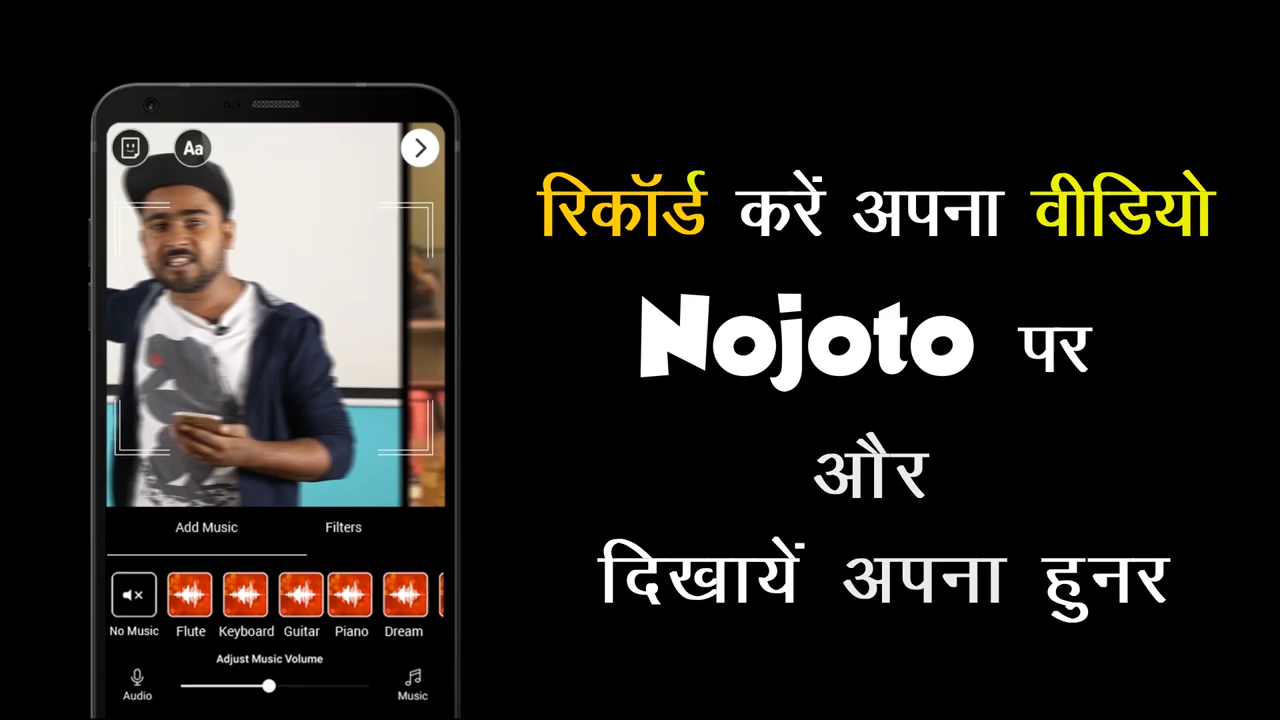 Aa
रिकॉर्ड करें अपना वीडियो
Nojoto पर
और
दिखायें अपना हुनर
Add Music Filters
No Music Flute Keyboard Guitar Piano Dream
Adjust Music Volume
Audio Music